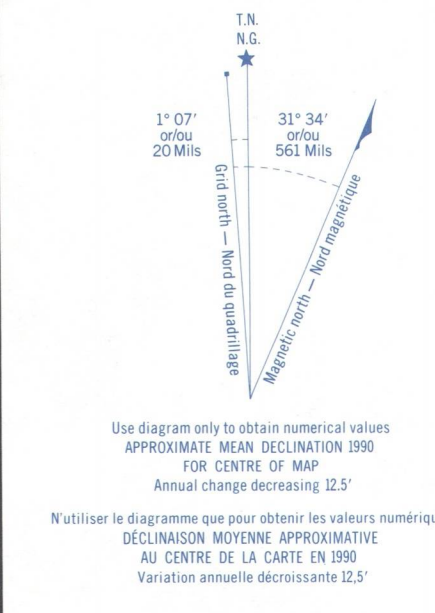 T.N.
N.G.
1° 07′
or/ou
20 Mils
31° 34′
or/ou
561 Mils
Grid north — Nord du quadrillage
Magnetic north — Nord magnétique
Use diagram only to obtain numerical values
APPROXIMATE MEAN DECLINATION 1990
FOR CENTRE OF MAP
Annual change decreasing 12.5′
N'utiliser le diagramme que pour obtenir les valeurs numériqu
DÉCLINAISON MOYENNE APPROXIMATIVE
AU CENTRE DE LA CARTE EN 1990
Variation annuelle décroissante 12,5′